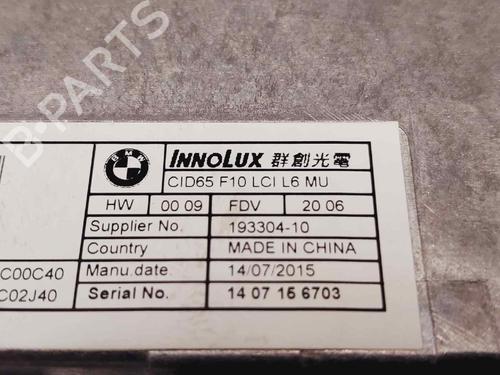 B-PARTS
BMW
INNOLUX 群創光電
CID65 F10 LCI L6 MU
HW 00 09 FDV 20 06
Supplier No. 193304-10
Country MADE IN CHINA
C00C40 Manu.date. 14/07/2015
C02J40 Serial No. 14 07 15 6703